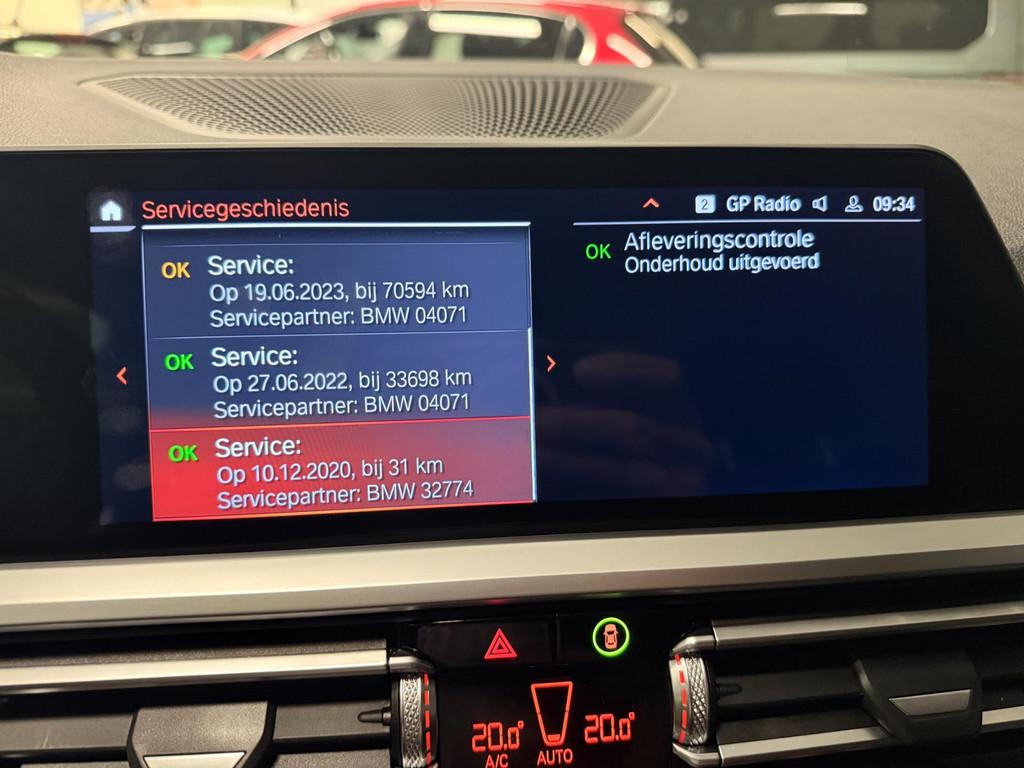 Servicegeschiedenis
2 GP Radio 09:34
OK Service:
Op 19.06.2023, bij 70594 km
Servicepartner: BMW 04071
OK Service:
Op 27.06.2022, bij 33698 km
Servicepartner: BMW 04071
OK Service:
Op 10.12.2020, bij 31 km
Servicepartner: BMW 32774
OK Afleveringscontrole
Onderhoud uitgevoerd
20.0° 20.0°
A/C AUTO